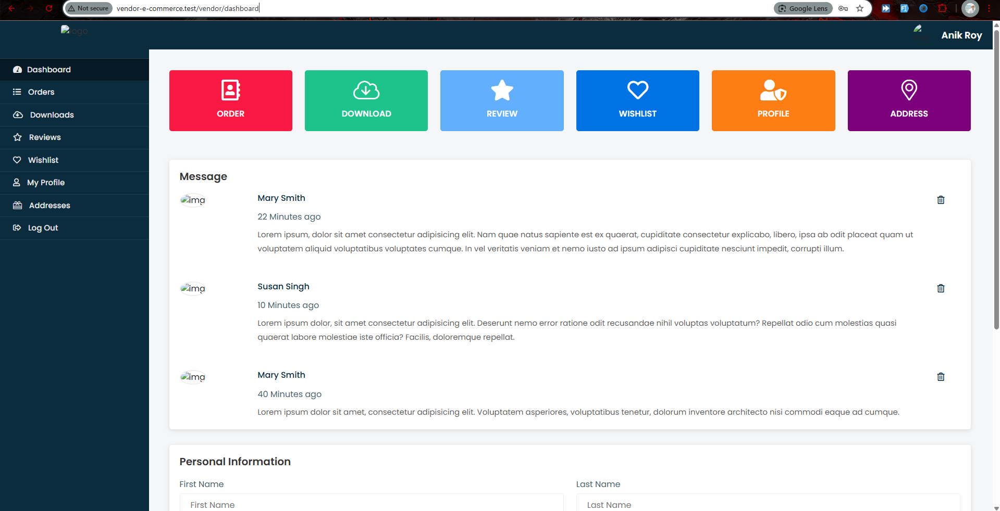 Not secure
vendor-e-commerce.test/vendor/dashboard
Google Lens
logo
Anik Roy
Dashboard
Orders
Downloads
Reviews
Wishlist
My Profile
Addresses
Log Out
ORDER
DOWNLOAD
REVIEW
WISHLIST
PROFILE
ADDRESS
Message
img
Mary Smith
22 Minutes ago
Lorem ipsum, dolor sit amet consectetur adipisicing elit. Nam quae natus sapiente est ex quaerat, cupiditate consectetur explicabo, libero, ipsa ab odit placeat quam ut
voluptatem aliquid voluptatibus voluptates cumque. In vel veritatis veniam et nemo iusto ad ipsum adipisci cupiditate nesciunt impedit, corrupti illum.
img
Susan Singh
10 Minutes ago
Lorem ipsum dolor, sit amet consectetur adipisicing elit. Deserunt nemo error ratione odit recusandae nihil voluptas voluptatum? Repellat odio cum molestias quasi
quaerat labore molestiae iste officia? Facilis, doloremque repellat.
img
Mary Smith
40 Minutes ago
Lorem ipsum dolor sit amet, consectetur adipisicing elit. Voluptatem asperiores, voluptatibus tenetur, dolorum inventore architecto nisi commodi eaque ad cumque.
Personal Information
First Name
Last Name
First Name
Last Name